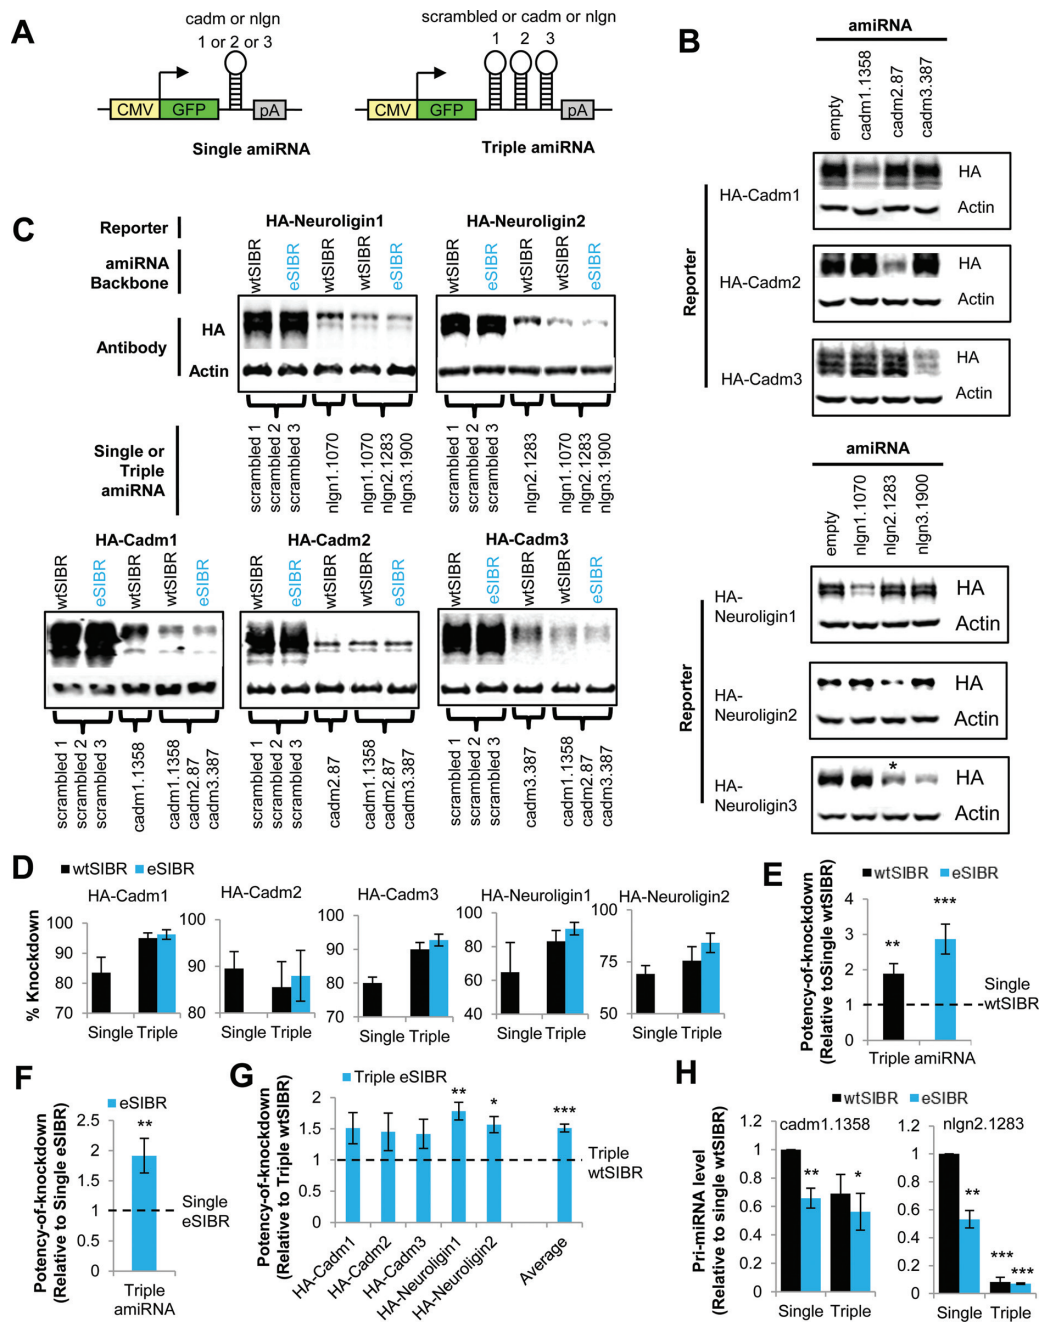 A
cadm or nlgn
1 or 2 or 3
CMV
GFP
pA
Single amiRNA
scrambled or cadm or nlgn
1 2 3
CMV
GFP
pA
Triple amiRNA
B
amiRNA
empty
cadm1.1358
cadm2.87
cadm3.387
Reporter
HA-Cadm1
HA
Actin
HA-Cadm2
HA
Actin
HA-Cadm3
HA
Actin
amiRNA
empty
nlgn1.1070
nlgn2.1283
nlgn3.1900
Reporter
HA-
Neuroligin1
HA
Actin
HA-
Neuroligin2
HA
Actin
HA-
Neuroligin3
*
HA
Actin
C
Reporter
HA-Neuroligin1
HA-Neuroligin2
amiRNA
Backbone
wtSIBR
eSIBR
wtSIBR
wtSIBR
eSIBR
wtSIBR
eSIBR
wtSIBR
wtSIBR
eSIBR
Antibody
HA
Actin
Single or
Triple
amiRNA
scrambled 1
scrambled 2
scrambled 3
nlgn1.1070
nlgn1.1070
nlgn2.1283
nlgn3.1900
scrambled 1
scrambled 2
scrambled 3
nlgn2.1283
nlgn1.1070
nlgn2.1283
nlgn3.1900
HA-Cadm1
HA-Cadm2
HA-Cadm3
wtSIBR
eSIBR
wtSIBR
wtSIBR
eSIBR
wtSIBR
eSIBR
wtSIBR
wtSIBR
eSIBR
wtSIBR
eSIBR
wtSIBR
wtSIBR
eSIBR
scrambled 1
scrambled 2
scrambled 3
cadm1.1358
cadm1.1358
cadm2.87
cadm3.387
scrambled 1
scrambled 2
scrambled 3
cadm2.87
cadm1.1358
cadm2.87
cadm3.387
scrambled 1
scrambled 2
scrambled 3
cadm3.387
cadm1.1358
cadm2.87
cadm3.387
D
wtSIBR eSIBR
% Knockdown
HA-Cadm1
100
90
80
70
Single Triple
HA-Cadm2
100
90
80
Single Triple
HA-Cadm3
100
90
80
70
Single Triple
HA-Neuroligin1
100
80
60
40
Single Triple
HA-Neuroligin2
75
50
Single Triple
E
wtSIBR eSIBR
Potency-of-knockdown
(Relative toSingle wtSIBR)
4
3
2
1
0
**
***
Single
wtSIBR
Triple amiRNA
F
eSIBR
Potency-of-knockdown
(Relative to Single eSIBR)
2.5
2
1.5
1
0.5
0
**
Single
eSIBR
Triple
amiRNA
G
Triple eSIBR
Potency-of-knockdown
(Relative to Triple wtSIBR)
2
1.5
1
0.5
0
**
*
***
Triple
wtSIBR
HA-Cadm1
HA-Cadm2
HA-Cadm3
HA-Neuroligin1
HA-Neuroligin2
Average
H
wtSIBR eSIBR
Pri-miRNA level
(Relative to single wtSIBR)
cadm1.1358
1.2
1
0.8
0.6
0.4
0.2
0
**
*
Single Triple
nlgn2.1283
1.2
1
0.8
0.6
0.4
0.2
0
**
***
***
Single Triple